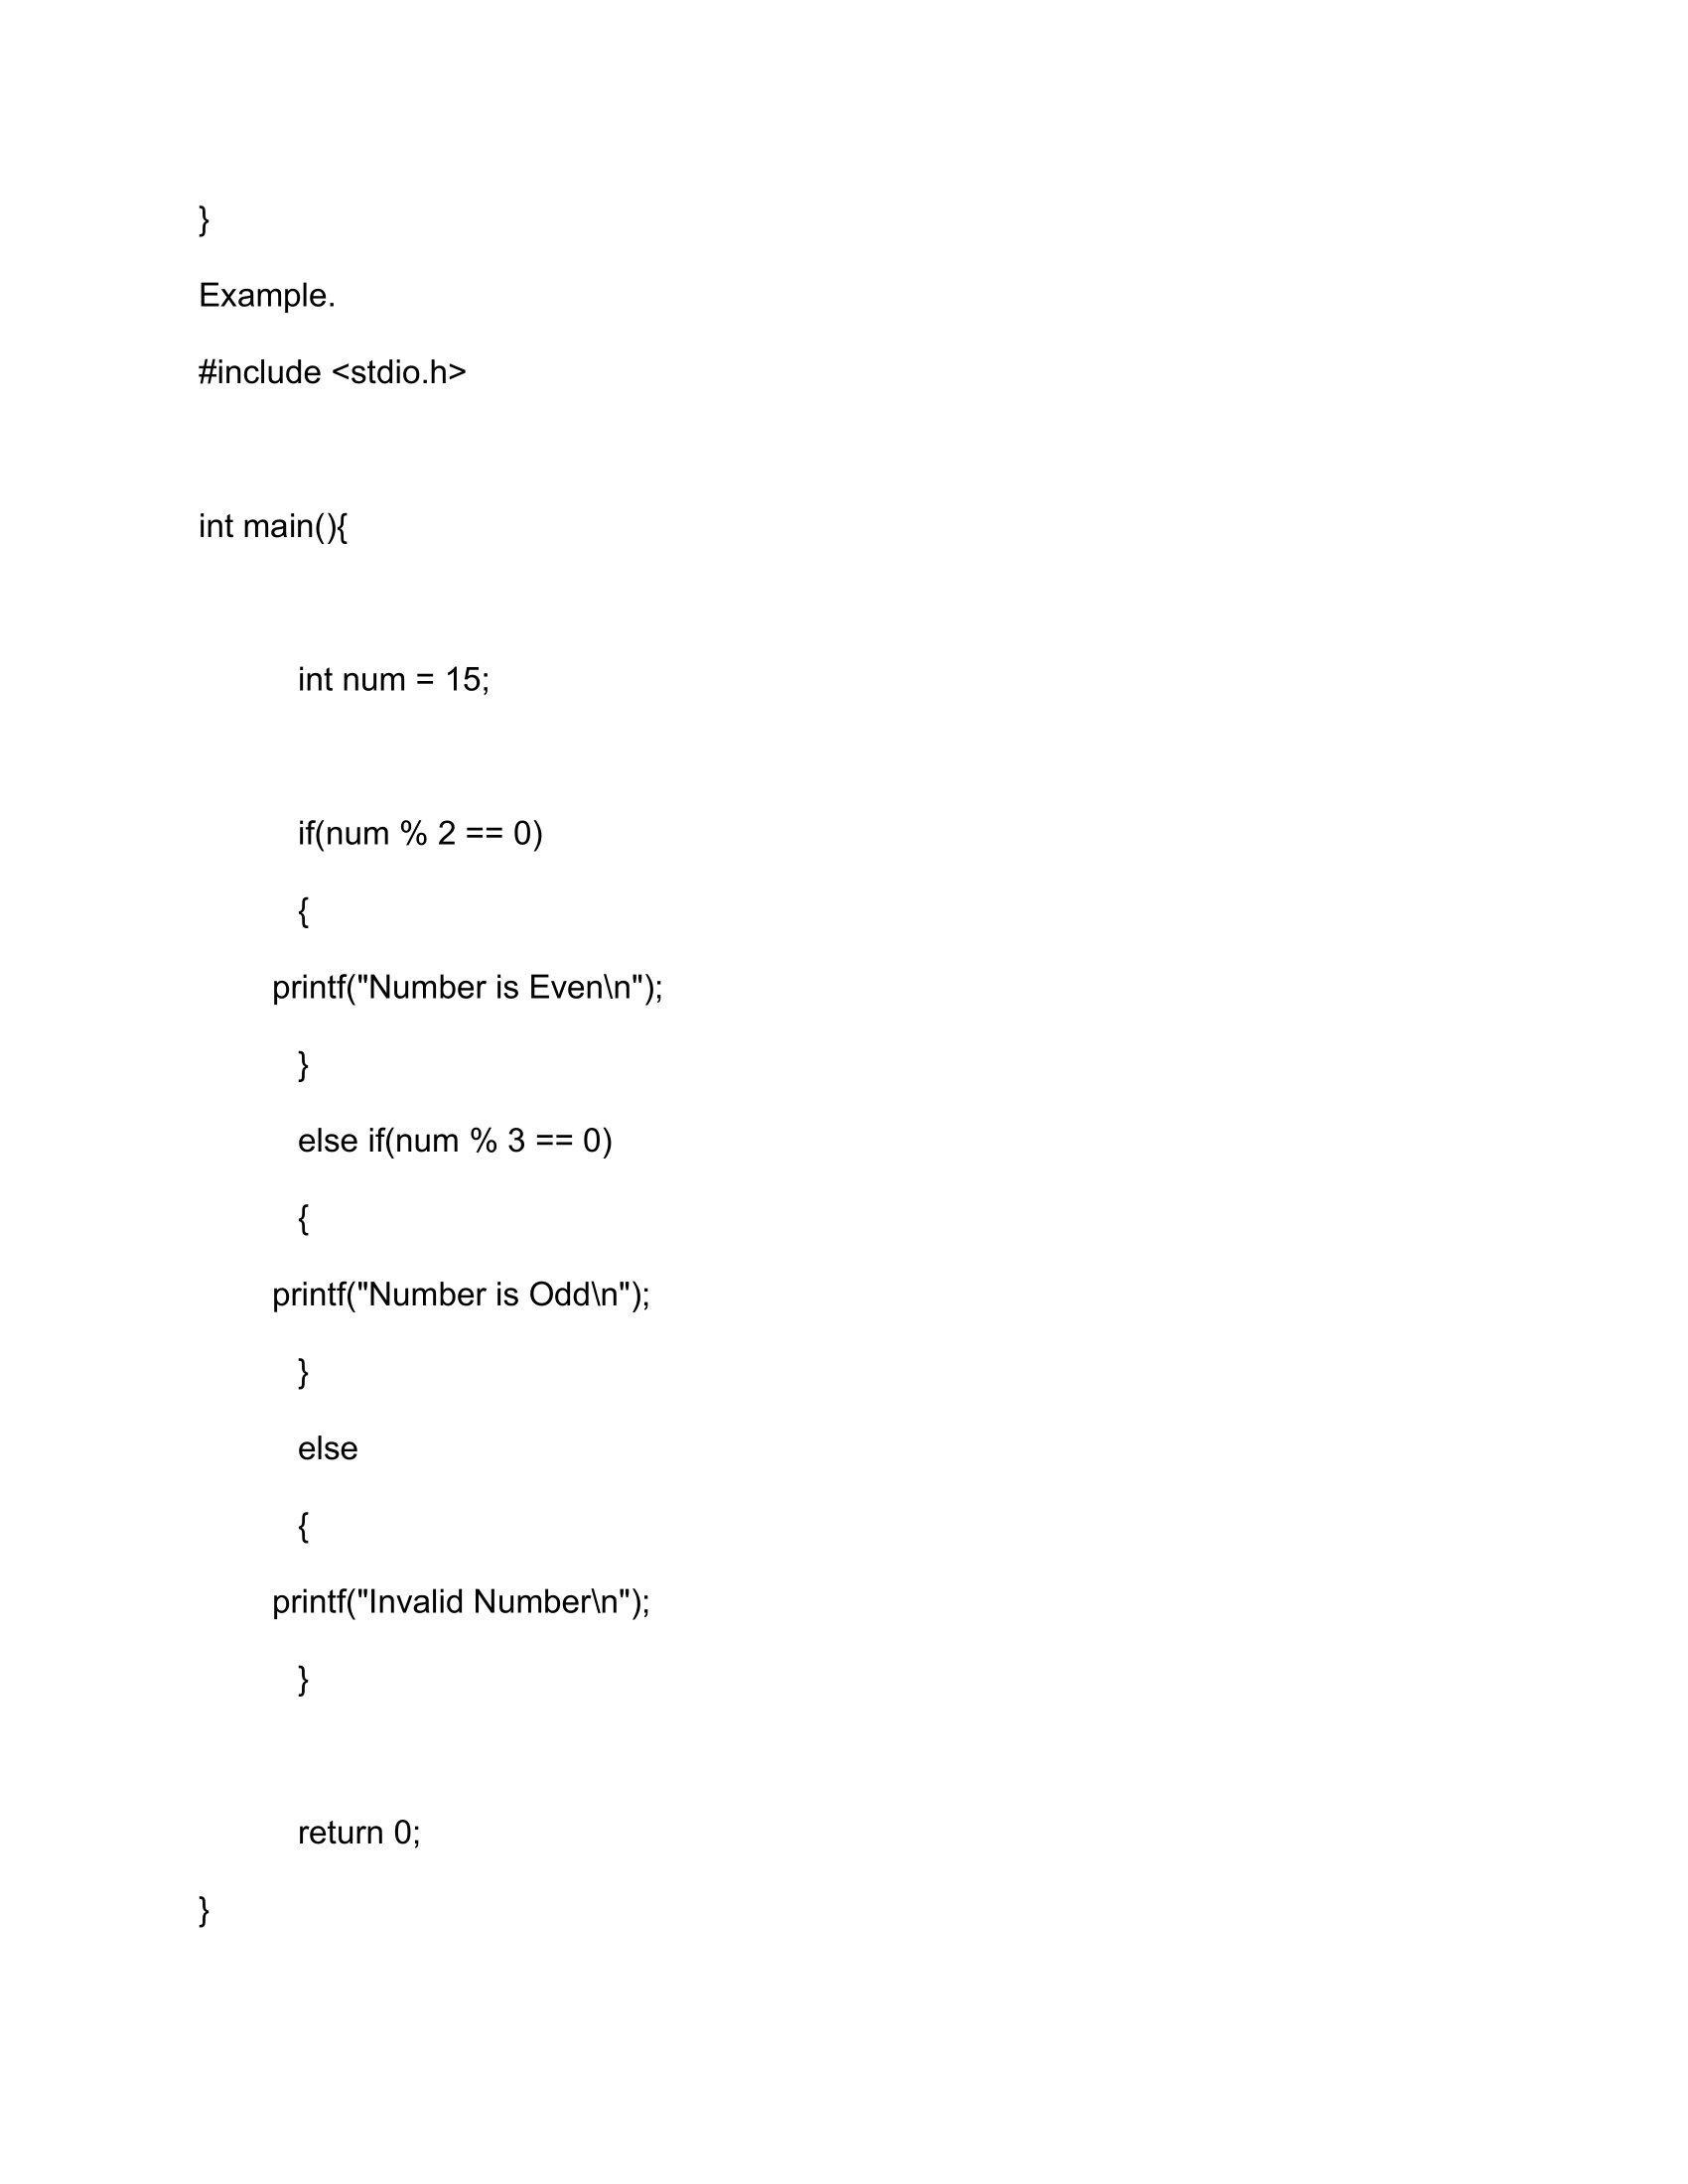 }
Example.
#include <stdio.h>
int main(){
int num = 15;
if(num % 2 == 0)
{
printf("Number is Even\n");
}
else if(num % 3 == 0)
{
printf("Number is Odd\n");
}
else
{
printf("Invalid Number\n");
}
return 0;
}